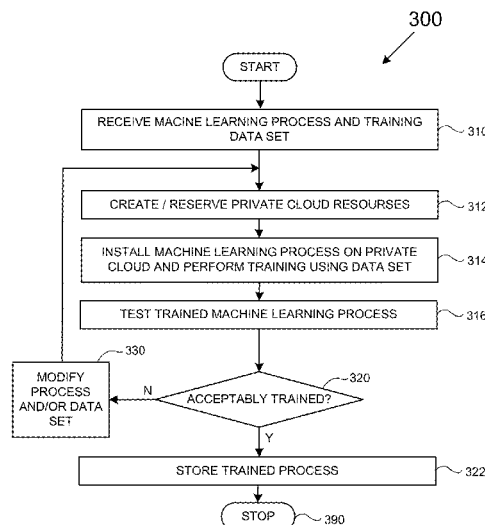 300
START
RECEIVE MACINE LEARNING PROCESS AND TRAINING
DATA SET
310
CREATE / RESERVE PRIVATE CLOUD RESOURSES
312
INSTALL MACHINE LEARNING PROCESS ON PRIVATE
CLOUD AND PERFORM TRAINING USING DATA SET
314
TEST TRAINED MACHINE LEARNING PROCESS
316
330
MODIFY
PROCESS
AND/OR DATA
SET
N
320
ACCEPTABLY TRAINED?
Y
STORE TRAINED PROCESS
322
STOP
390